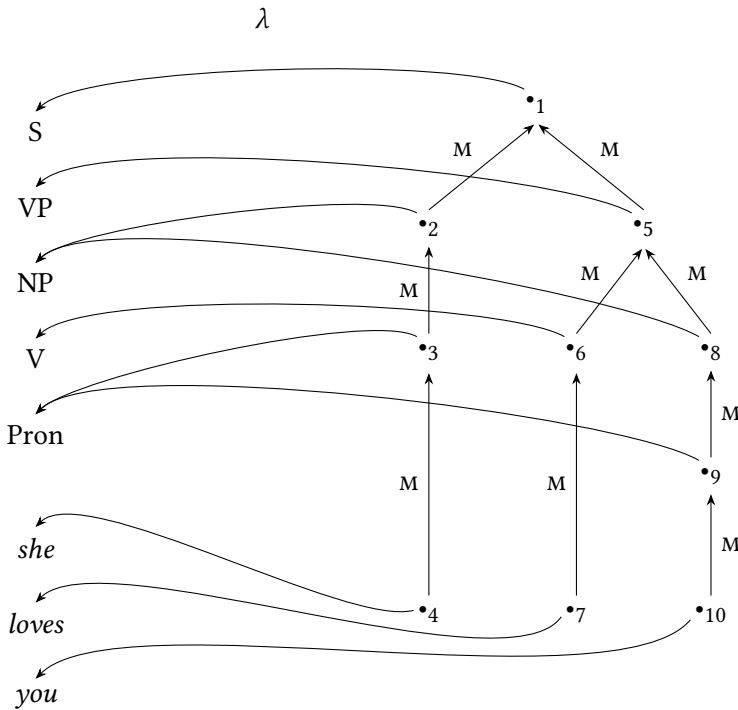 λ
•1
S
M M
VP
•2 •5
NP
M M M
V
•3 •6 •8
Pron
M
•9
M M
she
M
loves
•4 •7 •10
you